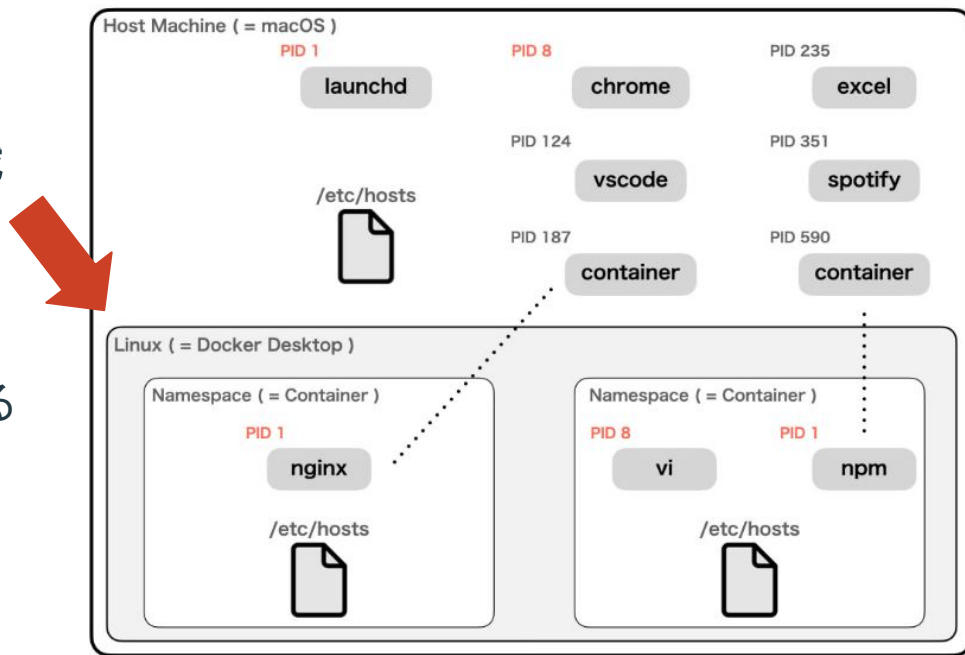 Host Machine ( = macOS )
PID 1
launchd
PID 8
chrome
PID 235
excel
PID 124
vscode
PID 351
spotify
/etc/hosts
PID 187
container
PID 590
container
Linux ( = Docker Desktop )
Namespace ( = Container )
PID 1
nginx
/etc/hosts
Namespace ( = Container )
PID 8
vi
PID 1
npm
/etc/hosts